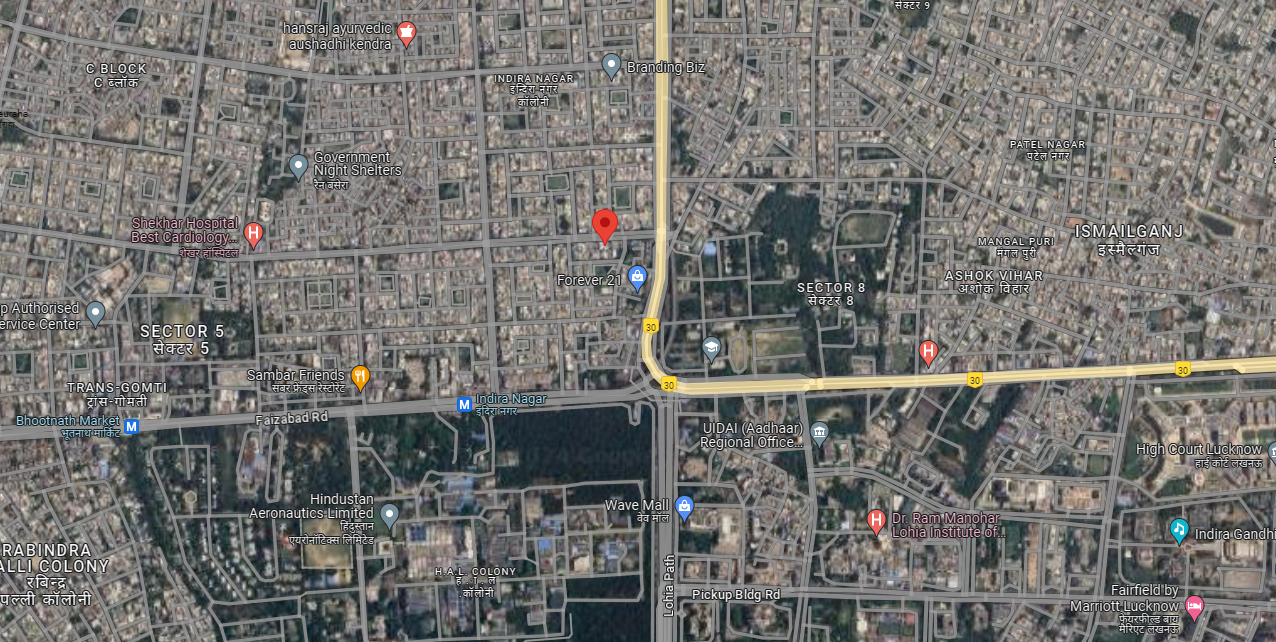 सेक्टर 9
hansraj ayurvedic
aushadhi kendra
C BLOCK
C ब्लॉक
INDIRA NAGAR
इन्दिरा नगर
कॉलोनी
Branding Biz
PATEL NAGAR
पटेल नगर
Government
Night Shelters
रेन बसेरा
Shekhar Hospital
Best Cardiology...
शेखर हॉस्पिटल
ISMAILGANJ
इस्मैलगंज
MANGAL PURI
मंगल पुरी
ASHOK VIHAR
अशोक विहार
Forever 21
SECTOR 8
सेक्टर 8
p Authorised
ervice Center
SECTOR 5
सेक्टर 5
30
30
30
30
Sambar Friends
सांबर फ्रेंड्स रेस्टोरेंट
TRANS-GOMTI
ट्रांस-गोमती
Indira Nagar
इंदिरा नगर
Bhootnath Market
भूतनाथ मार्किट
Faizabad Rd
UIDAI (Aadhaar)
Regional Office...
High Court Lucknow
हाई कोर्ट लखनऊ
Hindustan
Aeronautics Limited
हिंदुस्तान
एयरोनॉटिक्स लिमिटेड
Wave Mall
वेव मॉल
Dr. Ram Manohar
Lohia Institute of...
Indira Gandhi
RABINDRA
ALLI COLONY
रबिन्द्र
पल्ली कॉलोनी
H.A.L. COLONY
कॉलोनी
Lohia Path
Pickup Bldg Rd
Fairfield by
Marriott Lucknow
फेयरफील्ड बाय
मैरिएट लखनऊ